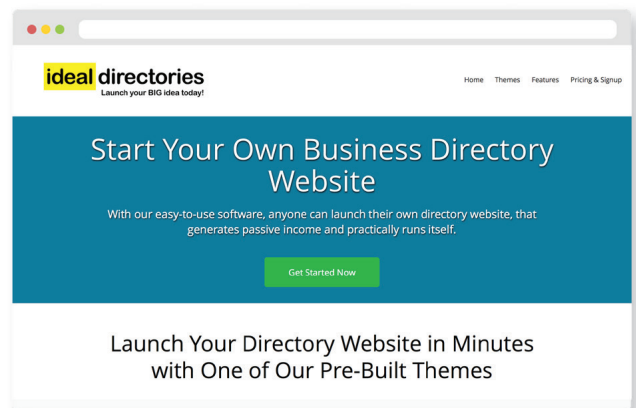 ideal directories
Launch your BIG idea today!
Home Themes Features Pricing & Signup
Start Your Own Business Directory
Website
With our easy-to-use software, anyone can launch their own directory website, that
generates passive income and practically runs itself.
Get Started Now
Launch Your Directory Website in Minutes
with One of Our Pre-Built Themes